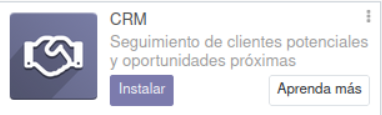 CRM
Seguimiento de clientes potenciales
y oportunidades próximas
Instalar
Aprenda más